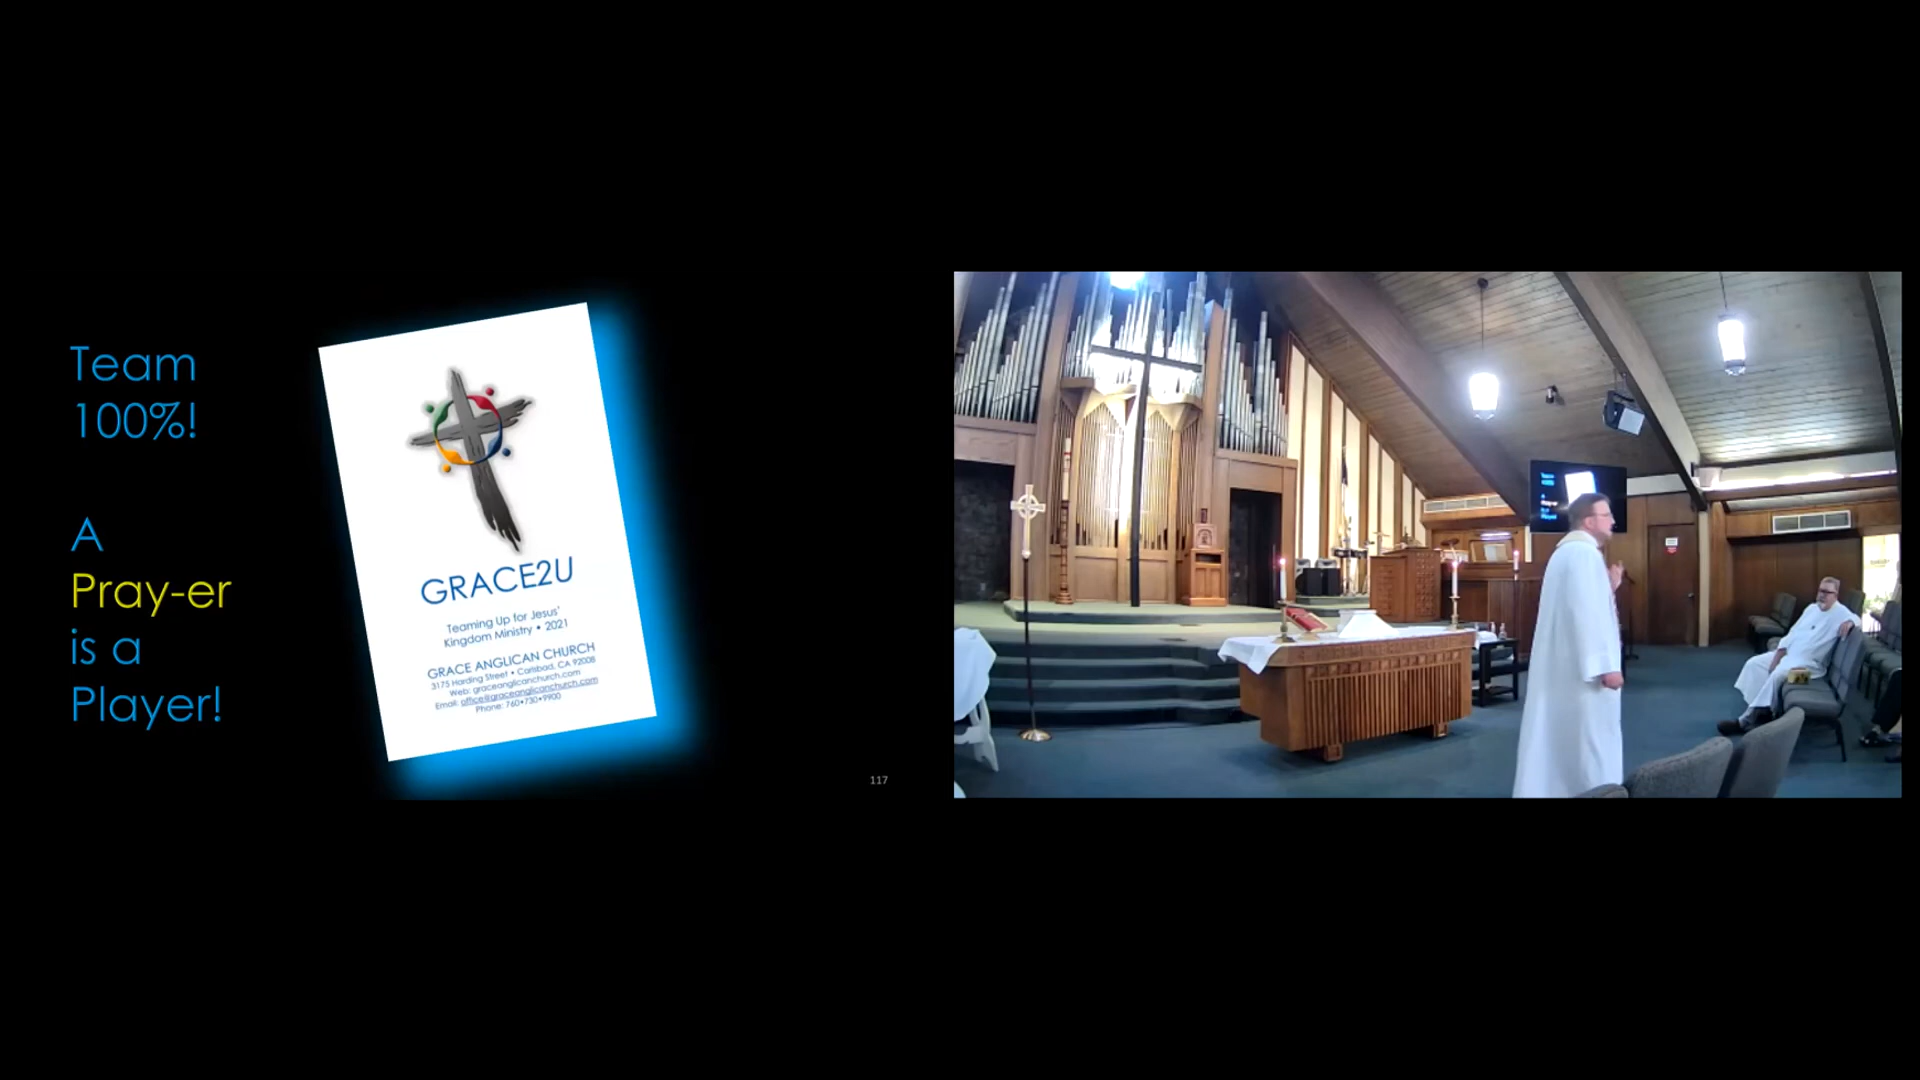 Team
100%!
A
Pray-er
is a
Player!
GRACE2U
Teaming Up for Jesus'
Kingdom Ministry • 2021
GRACE ANGLICAN CHURCH
3175 Harding Street • Carlsbad, CA 92008
Web: graceanglicanchurch.com
Email: office@graceanglicanchurch.com
Phone: 760•730•9900
117